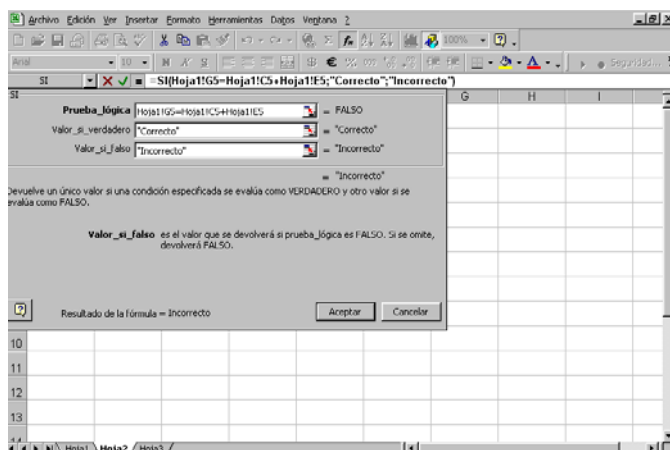 Archivo Edición Ver Insertar Formato Herramientas Datos Ventana ?
100%
Arial 10 N K S € % 000 Seguridad...
SI =SI(Hoja1!G5=Hoja1!C5+Hoja1!E5;"Correcto";"Incorrecto")
SI
G H I
Prueba_lógica Hoja1!G5=Hoja1!C5+Hoja1!E5 = FALSO
Valor_si_verdadero "Correcto" = "Correcto"
Valor_si_falso "Incorrecto" = "Incorrecto"
= "Incorrecto"
Devuelve un único valor si una condición especificada se evalúa como VERDADERO y otro valor si se
evalúa como FALSO.
Valor_si_falso es el valor que se devolverá si prueba_lógica es FALSO. Si se omite,
devolverá FALSO.
Resultado de la fórmula = Incorrecto Aceptar Cancelar
10
11
12
13
14
Hoja1 Hoja2 Hoja3